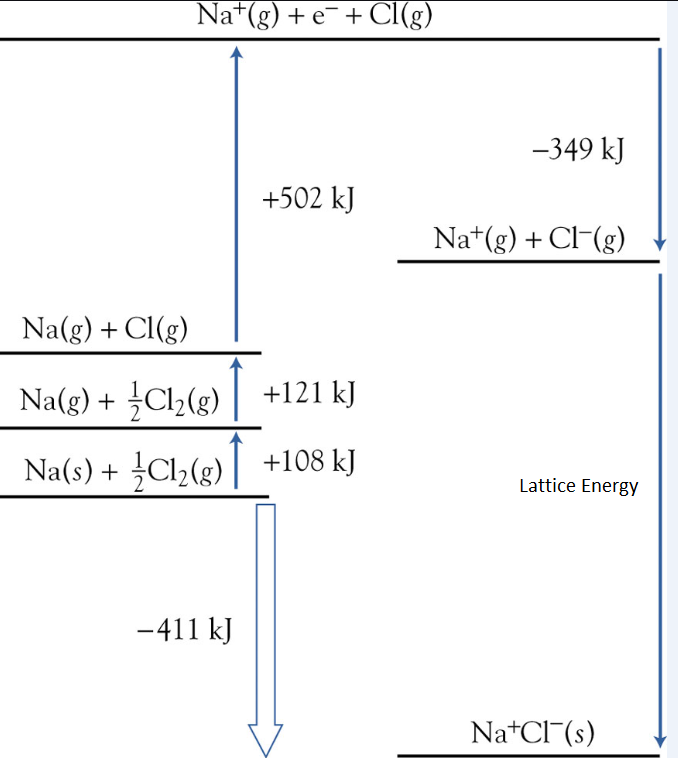 Na⁺(g) + e⁻ + Cl(g)
−349 kJ
+502 kJ
Na⁺(g) + Cl⁻(g)
Na(g) + Cl(g)
Na(g) + ½Cl₂(g)
+121 kJ
Na(s) + ½Cl₂(g)
+108 kJ
Lattice Energy
−411 kJ
Na⁺Cl⁻(s)